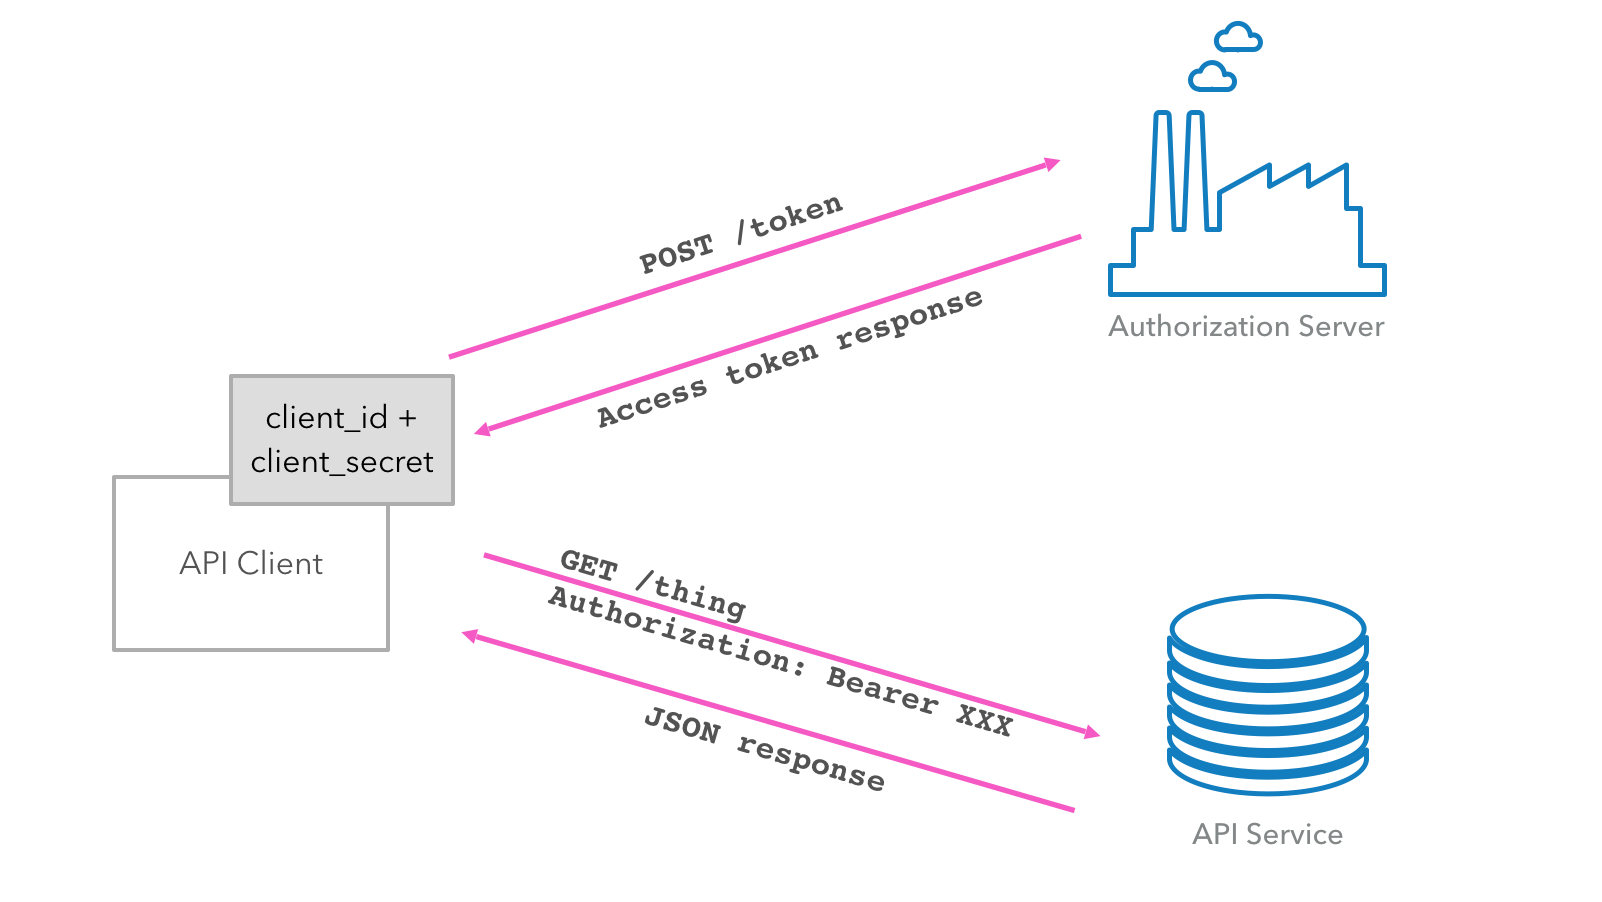 POST /token
Access token response
Authorization Server
client_id +
client_secret
API Client
GET /thing
Authorization: Bearer XXX
JSON response
API Service